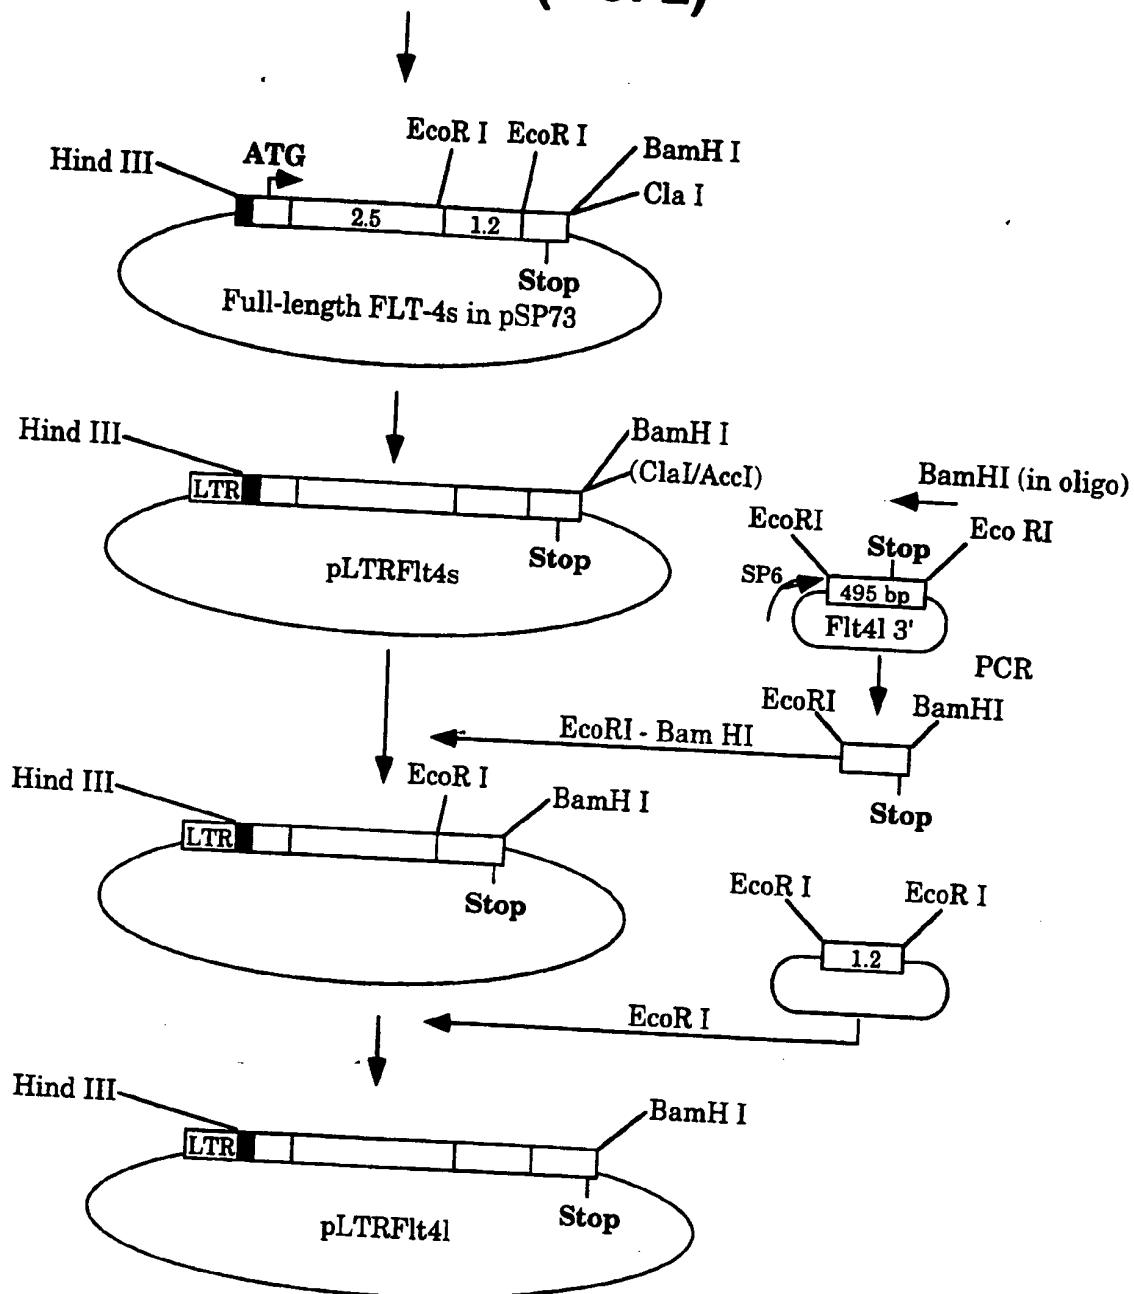 EcoR I EcoR I
BamH I
Hind III
ATG
Cla I
2.5
1.2
Stop
Full-length FLT-4s in pSP73
Hind III
BamH I
(ClaI/AccI)
LTR
Stop
pLTRFlt4s
BamHI (in oligo)
EcoRI
Eco RI
Stop
SP6
495 bp
Flt4l 3'
PCR
EcoRI
BamHI
EcoRI - Bam HI
Stop
Hind III
EcoR I
BamH I
LTR
Stop
EcoR I
EcoR I
1.2
EcoR I
Hind III
BamH I
LTR
Stop
pLTRFlt4l